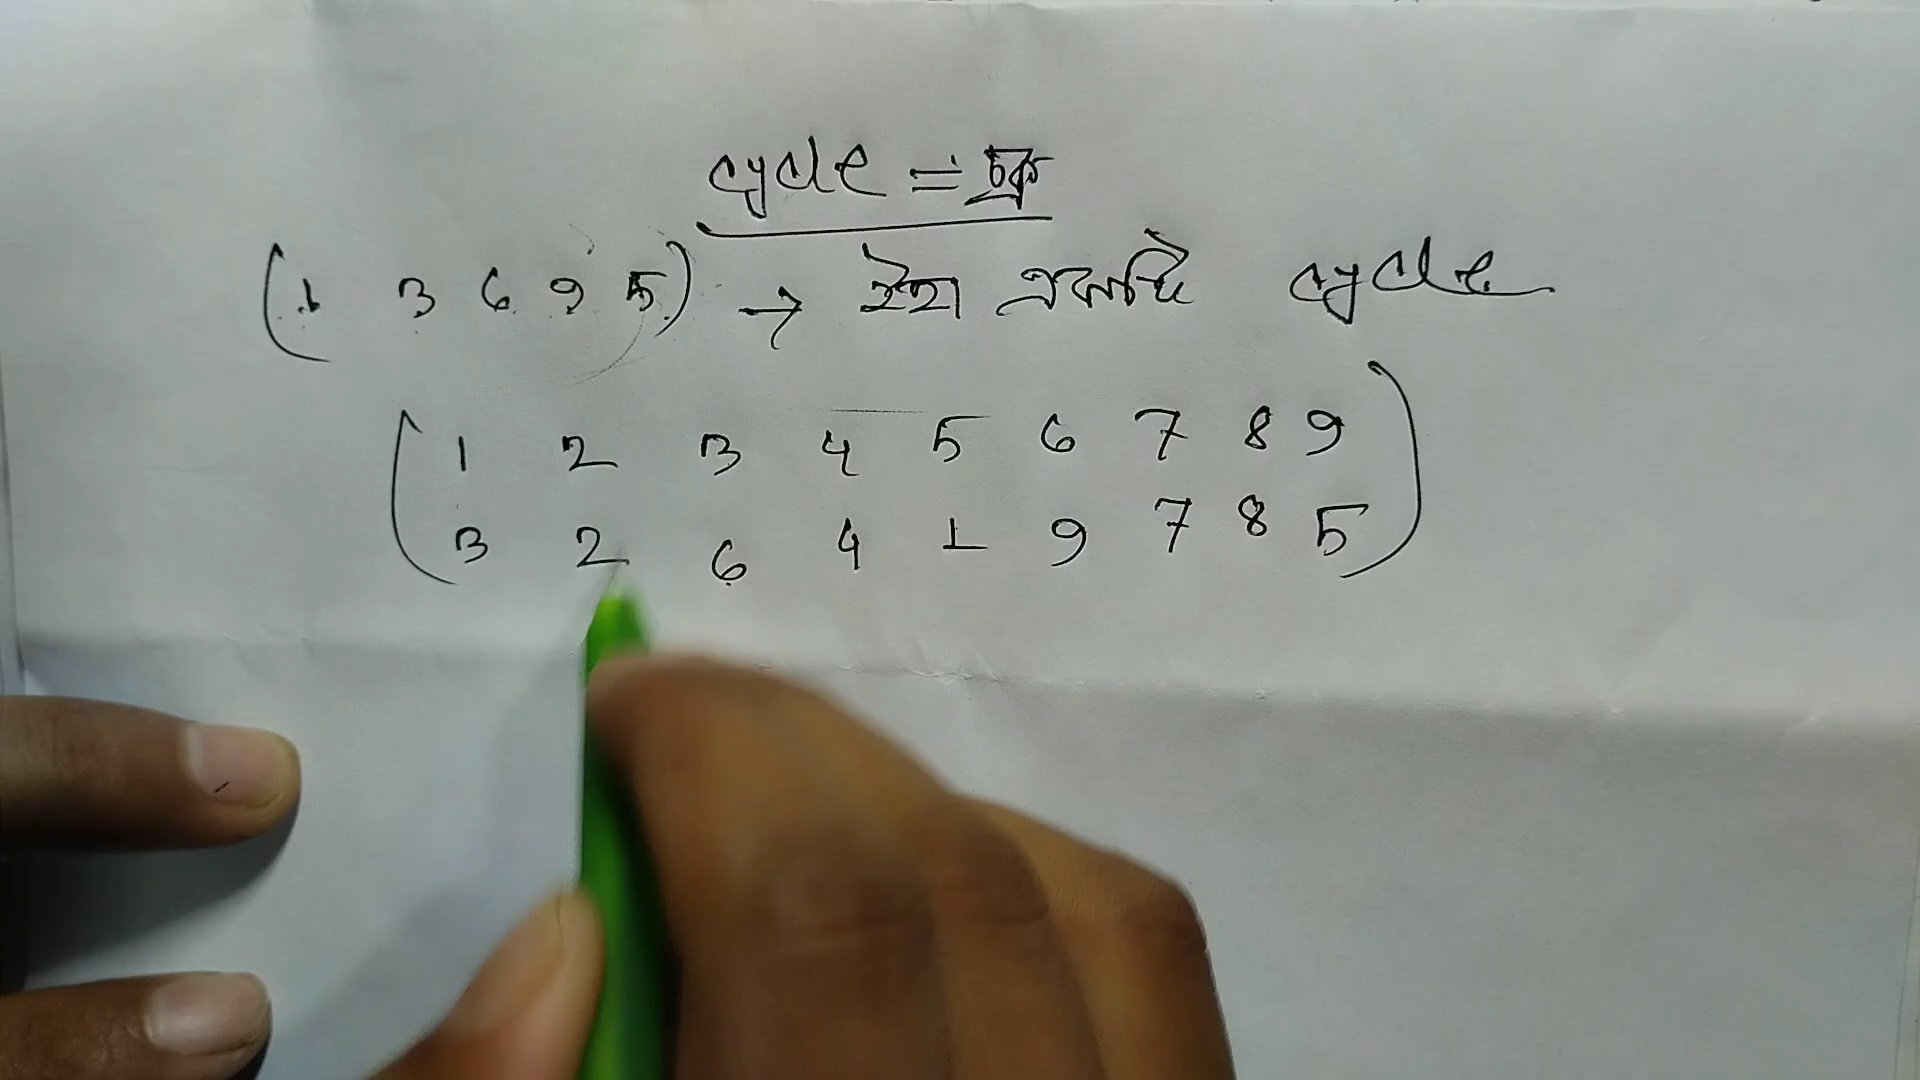 cycle = চক্র
(1 3 6 9 5) → ইহা একটি cycle
(1 2 3 4 5 6 7 8 9
3 2 6 4 1 9 7 8 5)